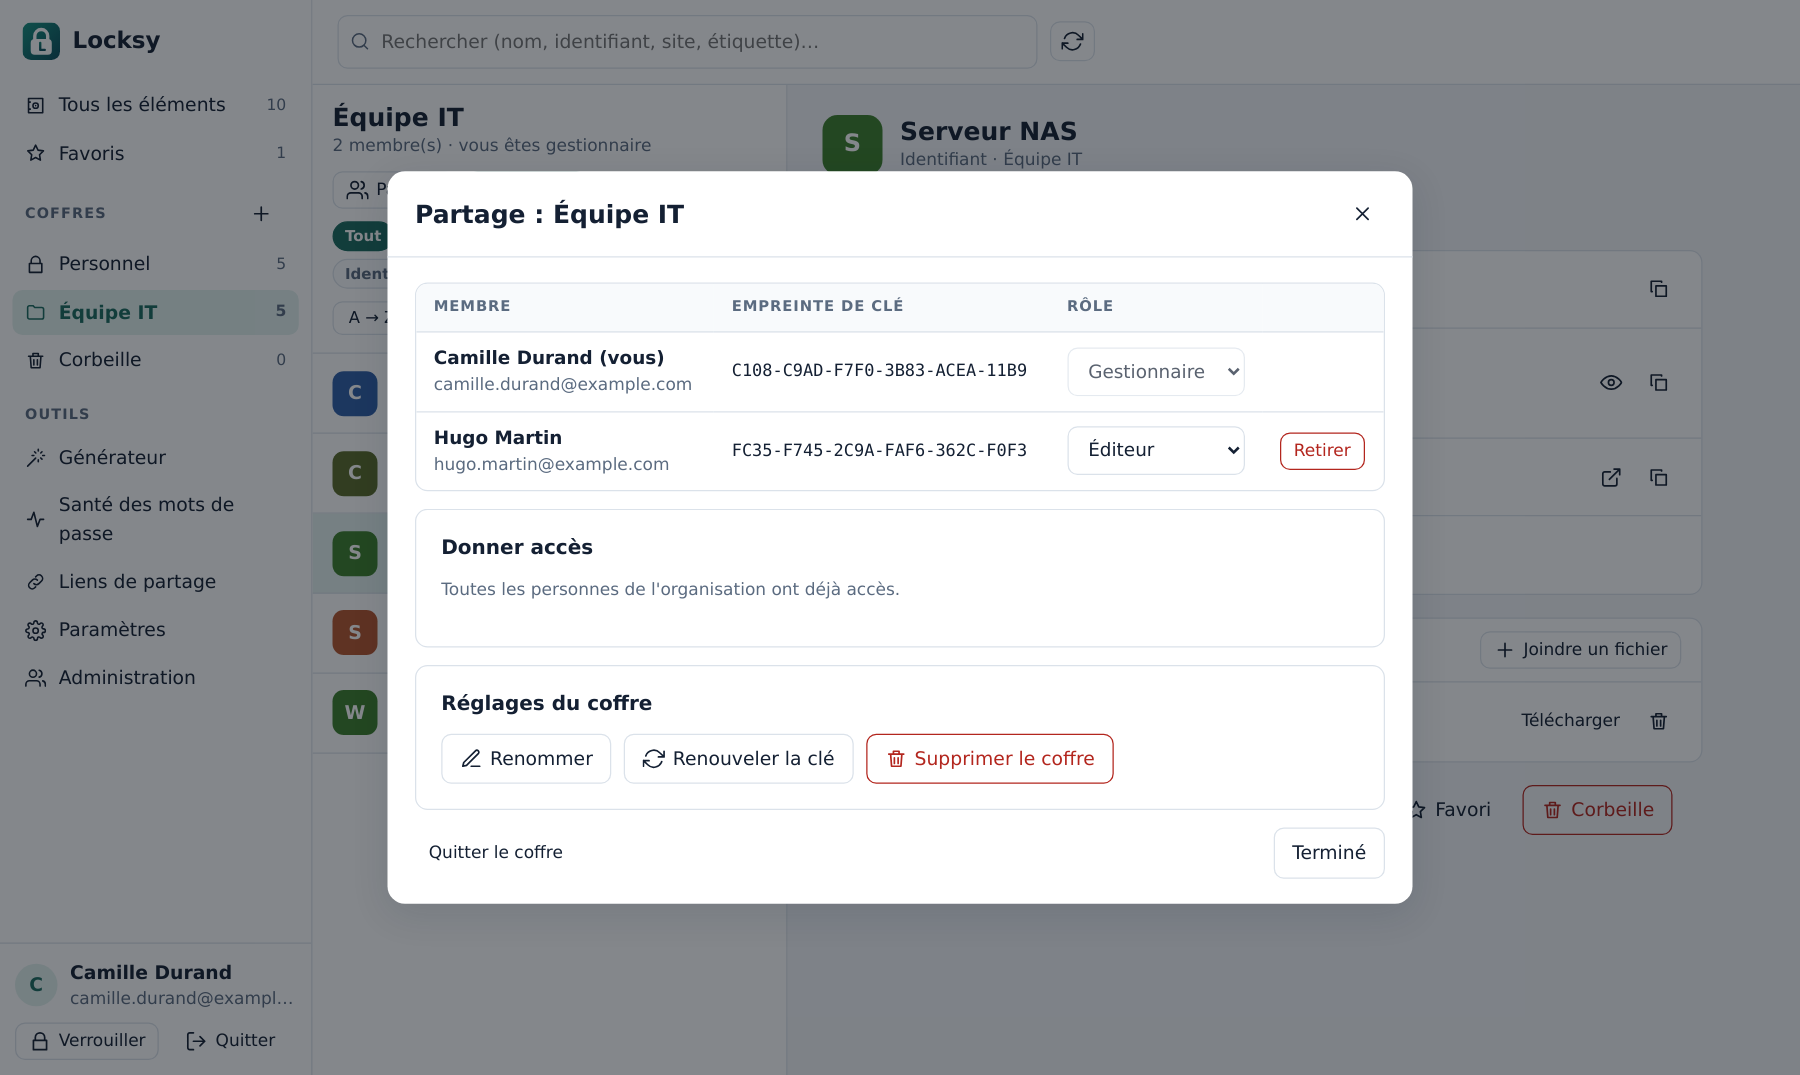 Locksy
Rechercher (nom, identifiant, site, étiquette)…
Tous les éléments 10
Favoris 1
COFFRES
Personnel 5
Équipe IT 5
Corbeille 0
OUTILS
Générateur
Santé des mots de
passe
Liens de partage
Paramètres
Administration
C Camille Durand
camille.durand@exampl…
Verrouiller Quitter
Équipe IT
2 membre(s) · vous êtes gestionnaire
Tout
A →
C
C
S
S
W
S Serveur NAS
Identifiant · Équipe IT
Joindre un fichier
Télécharger
Favori Corbeille
Partage : Équipe IT
MEMBRE EMPREINTE DE CLÉ RÔLE
Camille Durand (vous)
camille.durand@example.com C108-C9AD-F7F0-3B83-ACEA-11B9 Gestionnaire
Hugo Martin
hugo.martin@example.com FC35-F745-2C9A-FAF6-362C-F0F3 Éditeur Retirer
Donner accès
Toutes les personnes de l'organisation ont déjà accès.
Réglages du coffre
Renommer Renouveler la clé Supprimer le coffre
Quitter le coffre Terminé